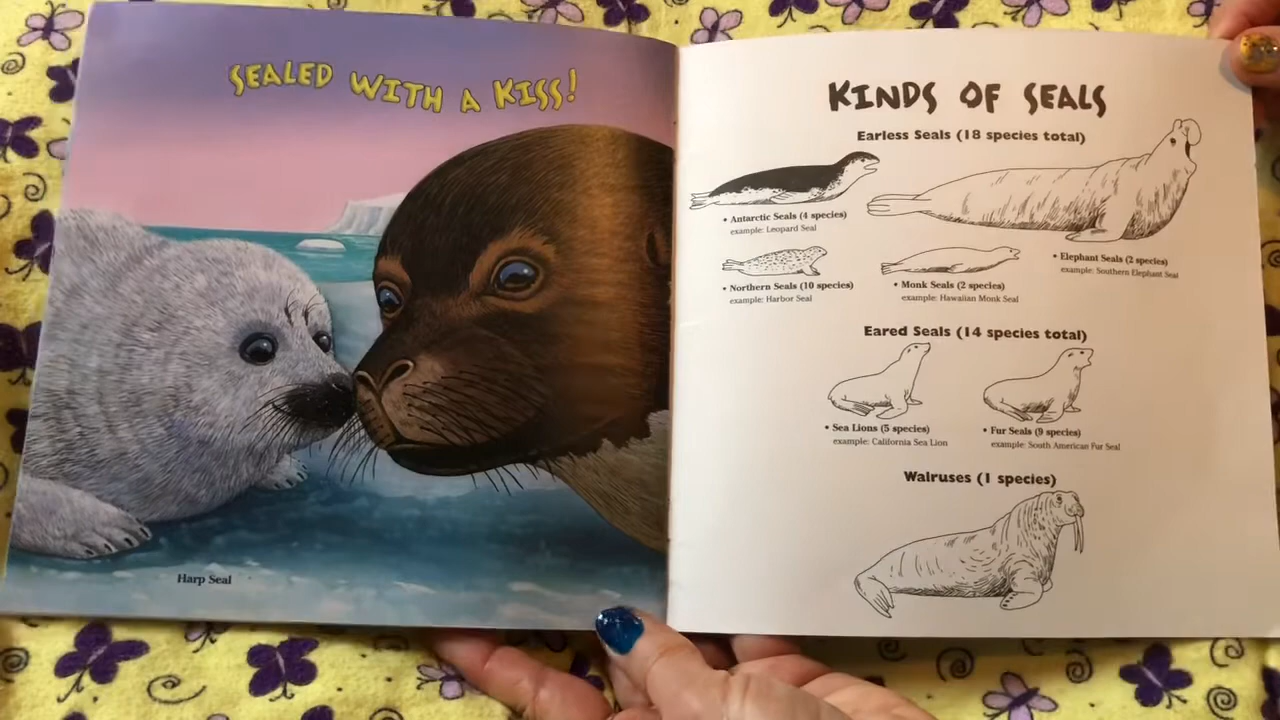 SEALED WITH A KISS!
Harp Seal
KINDS OF SEALS
Earless Seals (18 species total)
• Antarctic Seals (4 species)
example: Leopard Seal
• Elephant Seals (2 species)
example: Southern Elephant Seal
• Northern Seals (10 species)
example: Harbor Seal
• Monk Seals (2 species)
example: Hawaiian Monk Seal
Eared Seals (14 species total)
• Sea Lions (5 species)
example: California Sea Lion
• Fur Seals (9 species)
example: South American Fur Seal
Walruses (1 species)